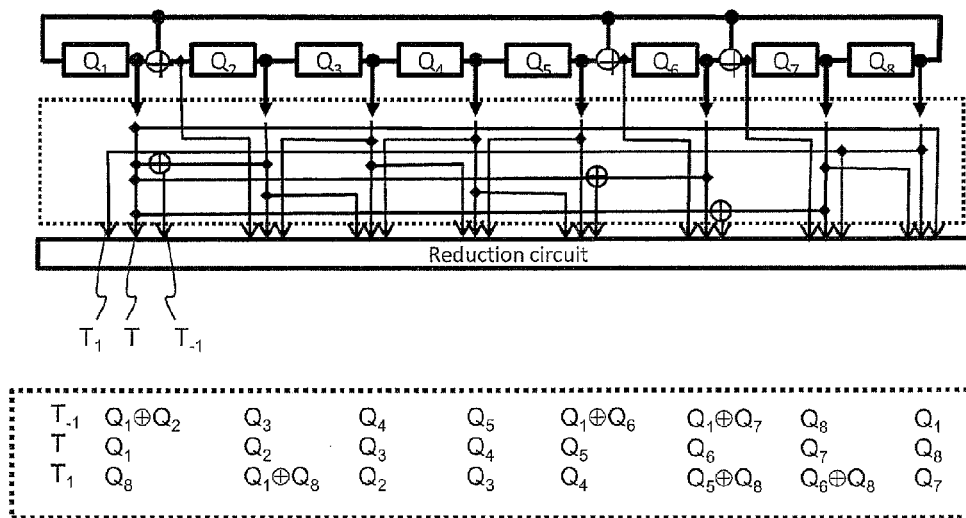 Q₁ Q₂ Q₃ Q₄ Q₅ Q₆ Q₇ Q₈
Reduction circuit
T₁ T T₋₁
T₋₁ Q₁⊕Q₂ Q₃ Q₄ Q₅ Q₁⊕Q₆ Q₁⊕Q₇ Q₈ Q₁
T Q₁ Q₂ Q₃ Q₄ Q₅ Q₆ Q₇ Q₈
T₁ Q₈ Q₁⊕Q₈ Q₂ Q₃ Q₄ Q₅⊕Q₈ Q₆⊕Q₈ Q₇